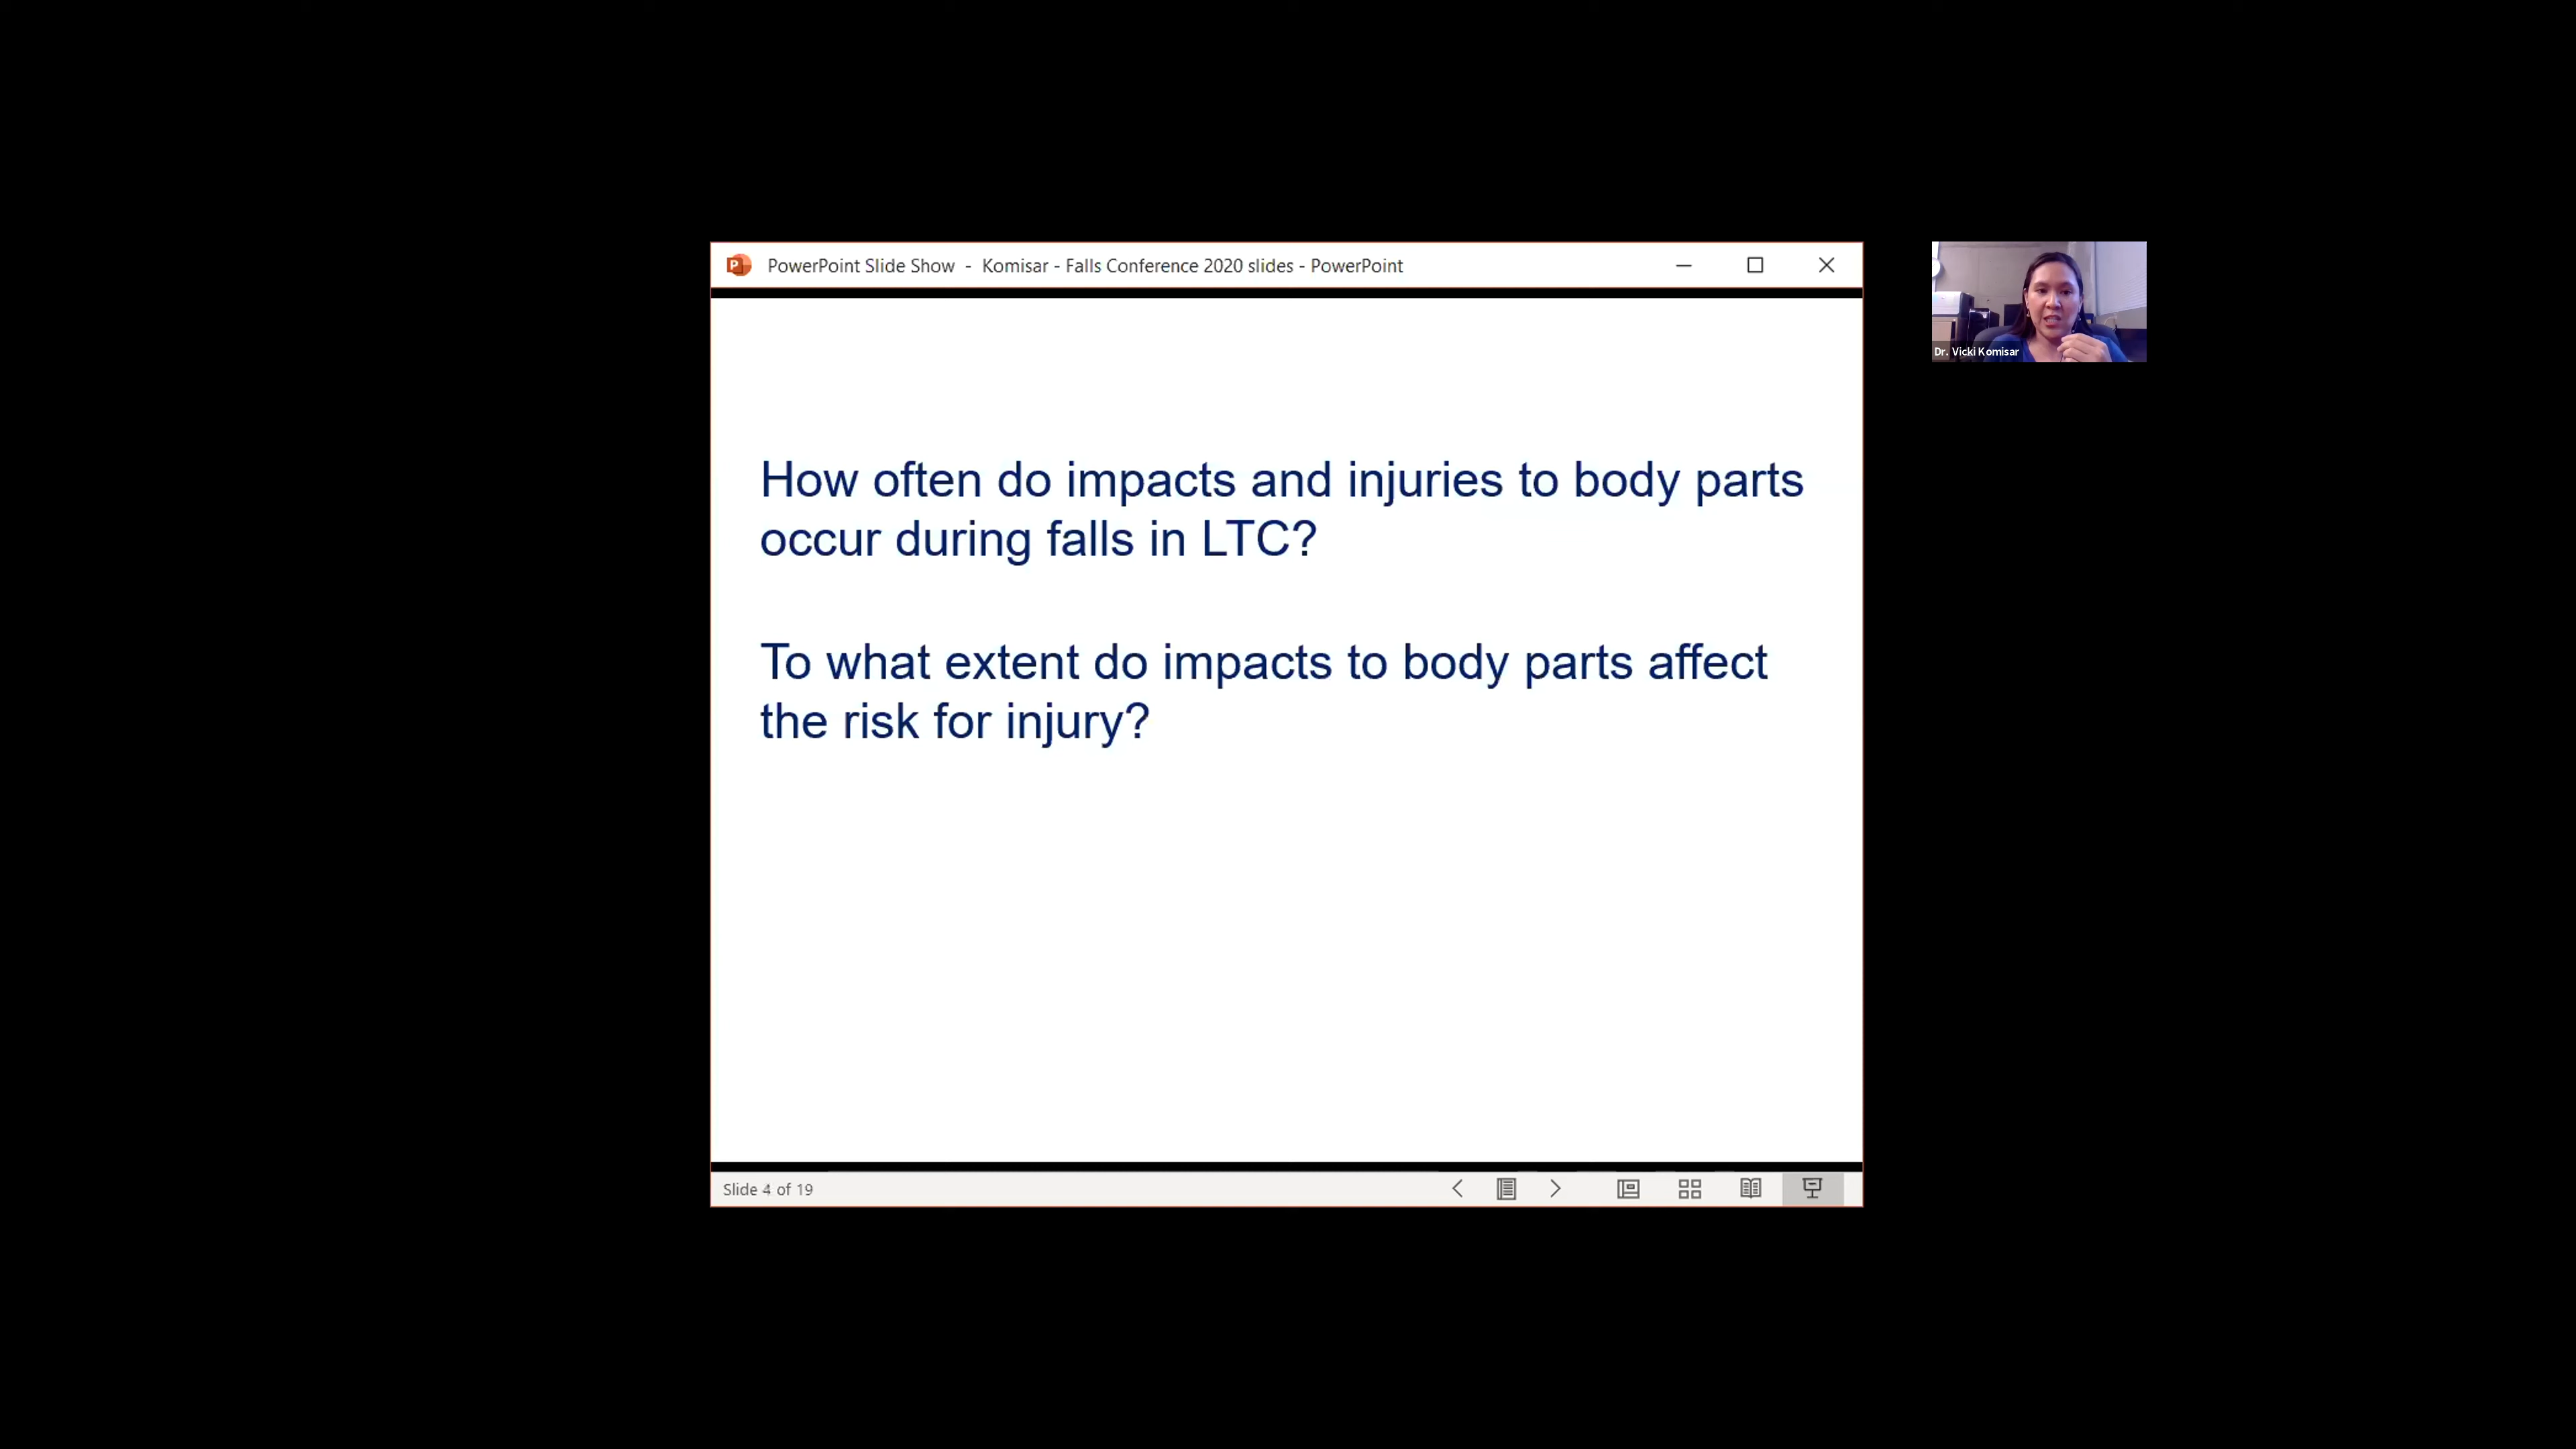 PowerPoint Slide Show - Komisar - Falls Conference 2020 slides - PowerPoint
Dr. Vicki Komisar
How often do impacts and injuries to body parts
occur during falls in LTC?
To what extent do impacts to body parts affect
the risk for injury?
Slide 4 of 19